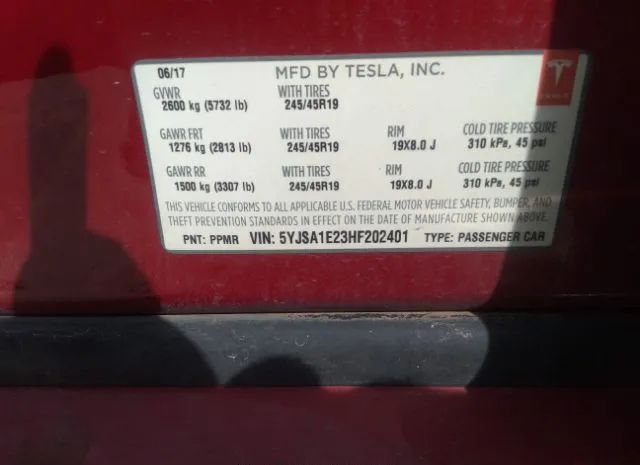 06/17 MFD BY TESLA, INC.
GVWR WITH TIRES
2600 kg (5732 lb) 245/45R19
GAWR FRT WITH TIRES RIM COLD TIRE PRESSURE
1276 kg (2813 lb) 245/45R19 19X8.0 J 310 kPa, 45 psi
GAWR RR WITH TIRES RIM COLD TIRE PRESSURE
1500 kg (3307 lb) 245/45R19 19X8.0 J 310 kPa, 45 psi
THIS VEHICLE CONFORMS TO ALL APPLICABLE U.S. FEDERAL MOTOR VEHICLE SAFETY, BUMPER, AND
THEFT PREVENTION STANDARDS IN EFFECT ON THE DATE OF MANUFACTURE SHOWN ABOVE.
PNT: PPMR VIN: 5YJSA1E23HF202401 TYPE: PASSENGER CAR